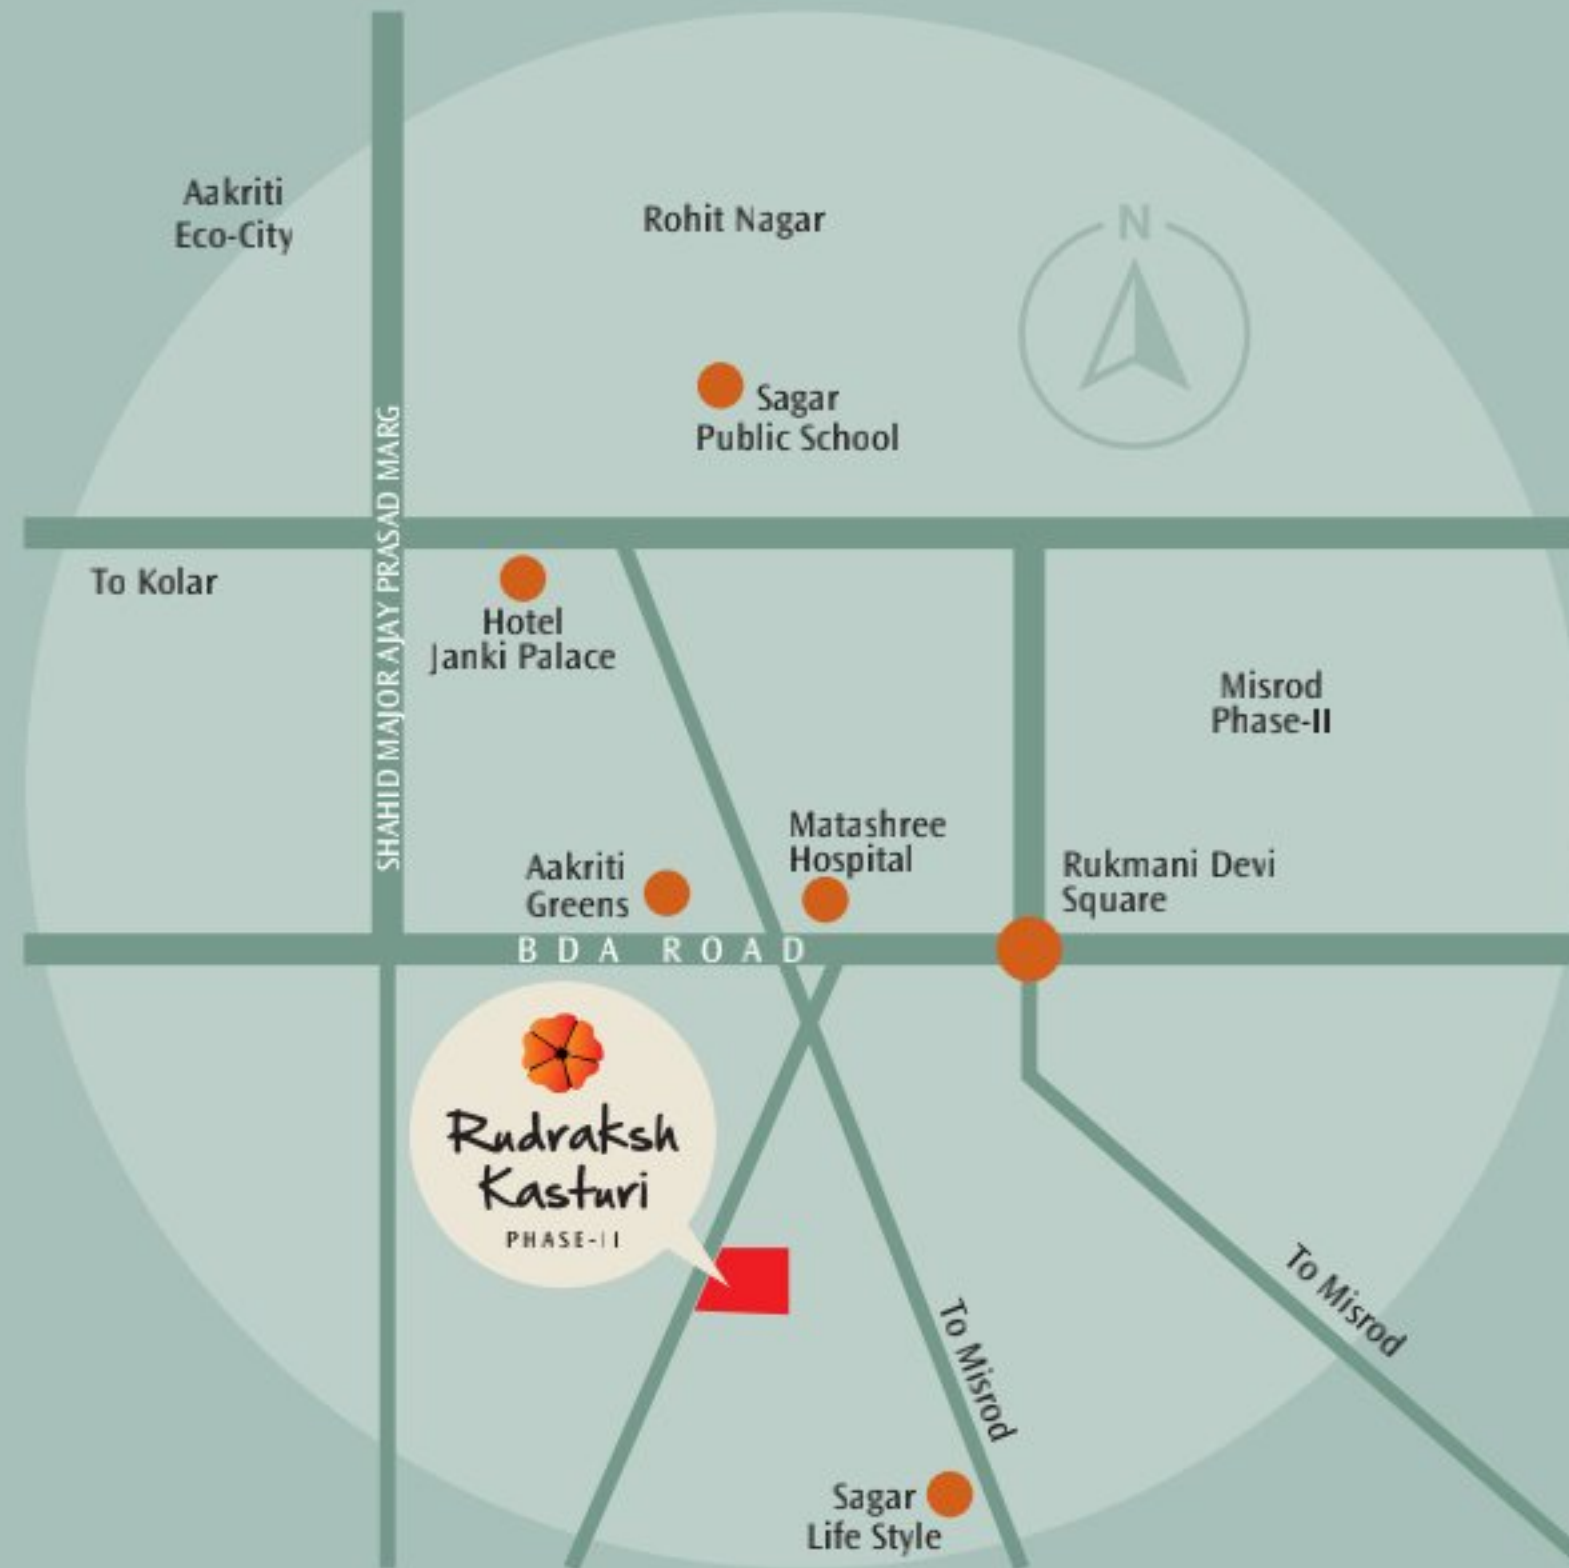 Aakriti
Eco-City
Rohit Nagar
N
Sagar
Public School
SHAHID MAJOR AJAY PRASAD MARG
To Kolar
Hotel
Janki Palace
Misrod
Phase-II
Matashree
Hospital
Aakriti
Greens
Rukmani Devi
Square
BDA ROAD
Rudraksh
Kasturi
PHASE-II
To Misrod
To Misrod
Sagar
Life Style